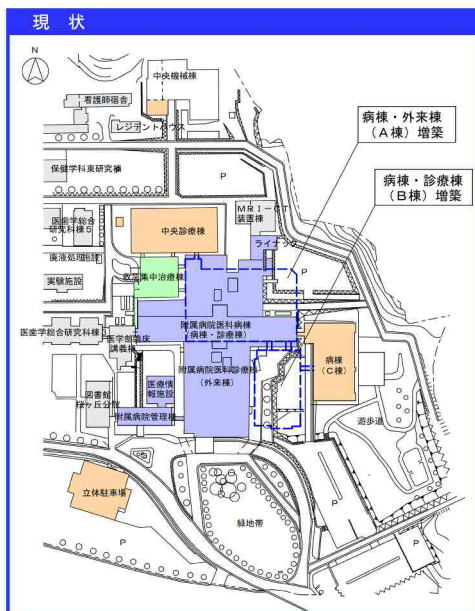 現状
N
中央機械棟
看護師宿舎
レジデントハウス
病棟・外来棟
（A棟）増築
保健学科東研究棟
P
病棟・診療棟
（B棟）増築
医歯学総合
研究科棟5
MRI-CT
装置棟
中央診療棟
ライナック
廃液処理施設
P
救急集中治療棟
実験施設
附属病院医科病棟
（病棟・診療棟）
医歯学総合研究科棟3
医学部臨床
講義棟
病棟
（C棟）
附属病院医科診療棟
（外来棟）
医療情
報施設
図書館
桜ヶ丘分館
附属病院管理棟
遊歩道
立体駐車場
緑地帯
P
P
P
P